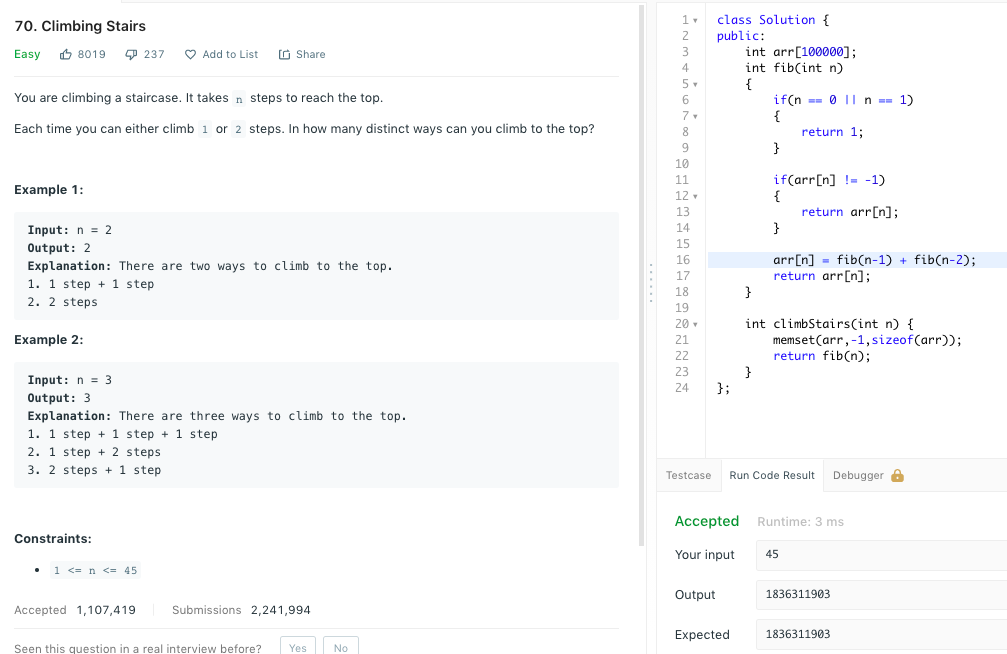 70. Climbing Stairs
Easy 8019 237 Add to List Share
You are climbing a staircase. It takes n steps to reach the top.
Each time you can either climb 1 or 2 steps. In how many distinct ways can you climb to the top?
Example 1:
Input: n = 2
Output: 2
Explanation: There are two ways to climb to the top.
1. 1 step + 1 step
2. 2 steps
Example 2:
Input: n = 3
Output: 3
Explanation: There are three ways to climb to the top.
1. 1 step + 1 step + 1 step
2. 1 step + 2 steps
3. 2 steps + 1 step
Constraints:
• 1 <= n <= 45
Accepted 1,107,419 Submissions 2,241,994
Seen this question in a real interview before? Yes No
1 class Solution {
2 public:
3     int arr[100000];
4     int fib(int n)
5     {
6         if(n == 0 || n == 1)
7         {
8             return 1;
9         }
10
11         if(arr[n] != -1)
12         {
13             return arr[n];
14         }
15
16         arr[n] = fib(n-1) + fib(n-2);
17         return arr[n];
18     }
19
20     int climbStairs(int n) {
21         memset(arr,-1,sizeof(arr));
22         return fib(n);
23     }
24 };
Testcase Run Code Result Debugger
Accepted Runtime: 3 ms
Your input 45
Output 1836311903
Expected 1836311903